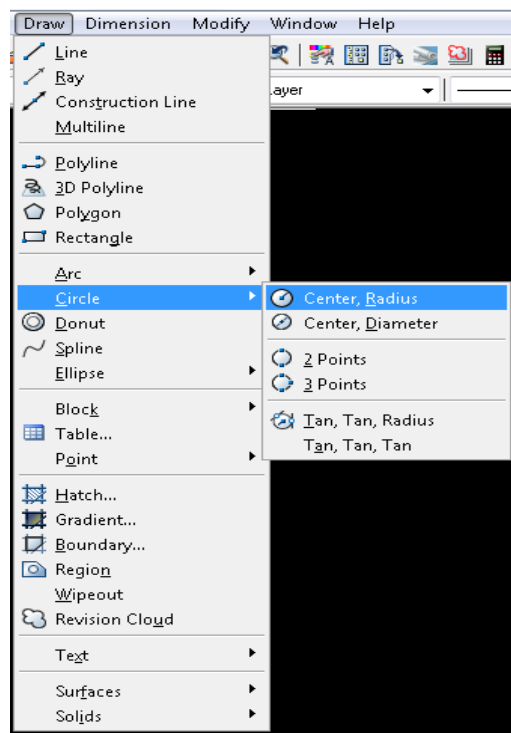 Draw Dimension Modify Window Help
Line
Ray
ayer
Construction Line
Multiline
Polyline
3D Polyline
Polygon
Rectangle
Arc
Circle
Center, Radius
Donut
Center, Diameter
Spline
2 Points
Ellipse
3 Points
Block
Tan, Tan, Radius
Table...
Tan, Tan, Tan
Point
Hatch...
Gradient...
Boundary...
Region
Wipeout
Revision Cloud
Text
Surfaces
Solids